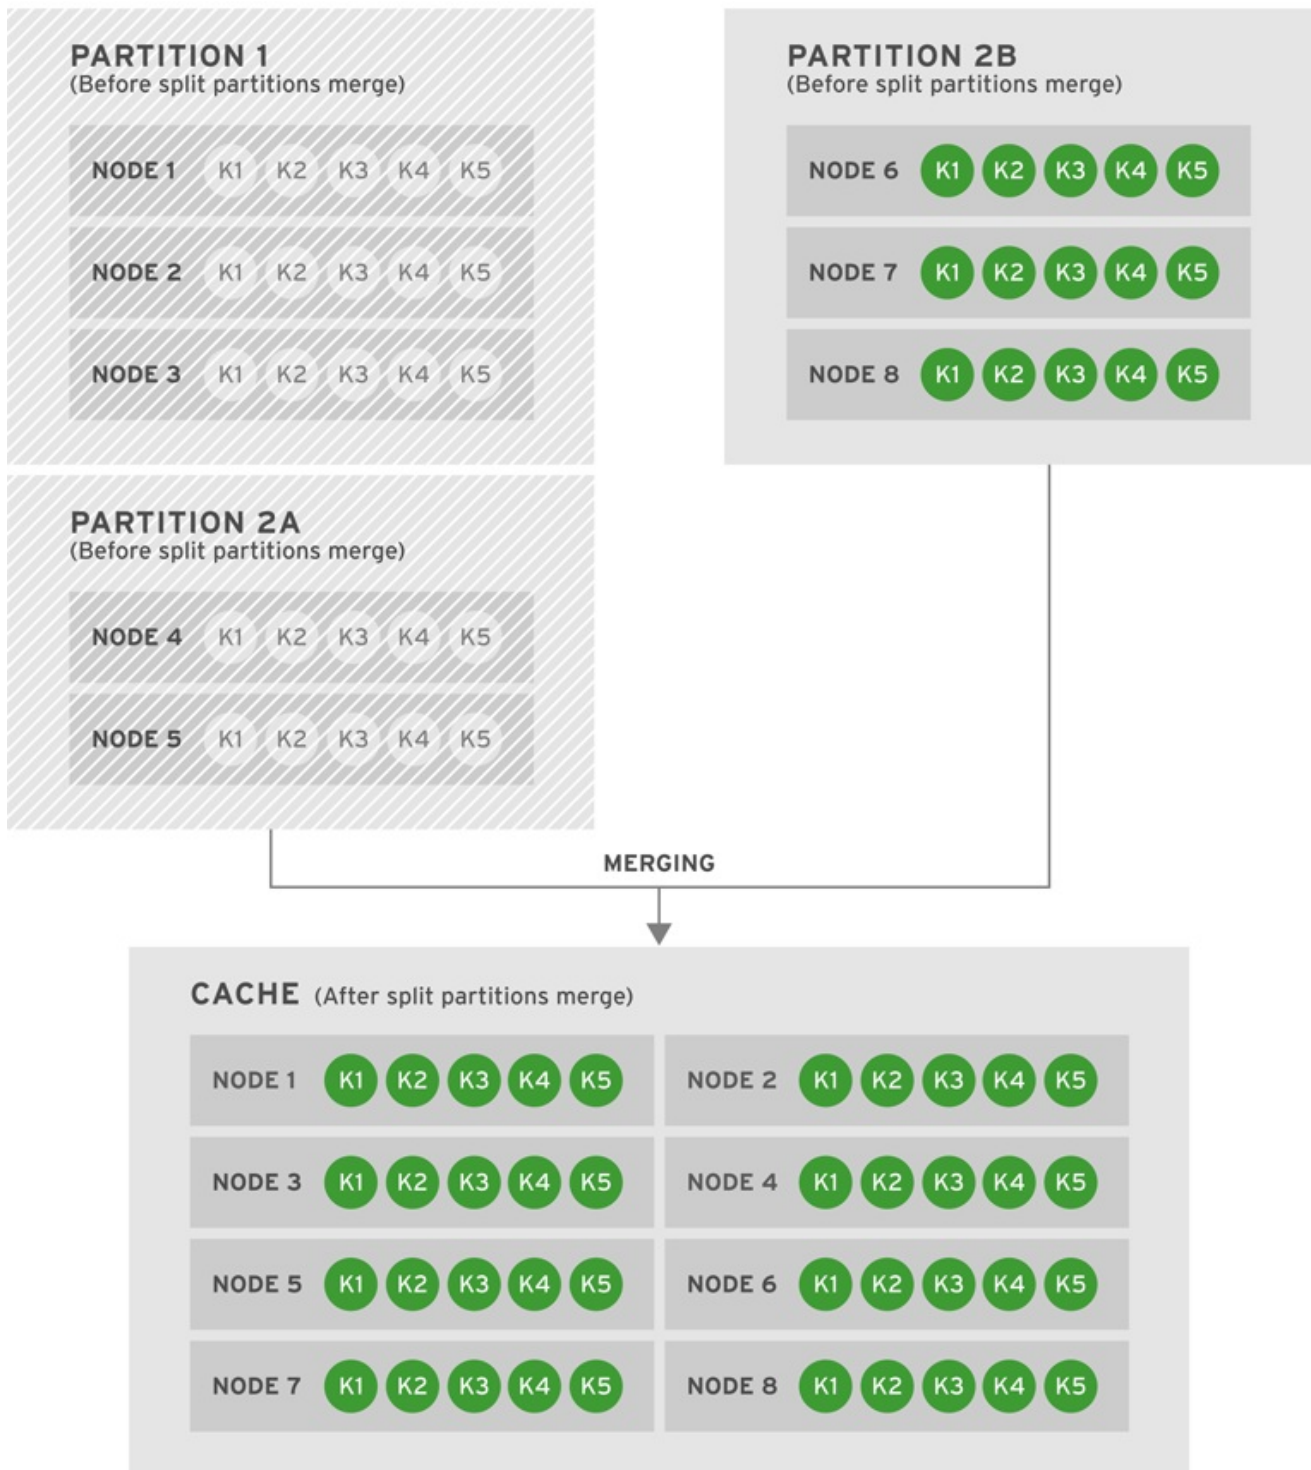 PARTITION 1
(Before split partitions merge)
NODE 1 K1 K2 K3 K4 K5
NODE 2 K1 K2 K3 K4 K5
NODE 3 K1 K2 K3 K4 K5
PARTITION 2A
(Before split partitions merge)
NODE 4 K1 K2 K3 K4 K5
NODE 5 K1 K2 K3 K4 K5
PARTITION 2B
(Before split partitions merge)
NODE 6 K1 K2 K3 K4 K5
NODE 7 K1 K2 K3 K4 K5
NODE 8 K1 K2 K3 K4 K5
MERGING
CACHE (After split partitions merge)
NODE 1 K1 K2 K3 K4 K5 NODE 2 K1 K2 K3 K4 K5
NODE 3 K1 K2 K3 K4 K5 NODE 4 K1 K2 K3 K4 K5
NODE 5 K1 K2 K3 K4 K5 NODE 6 K1 K2 K3 K4 K5
NODE 7 K1 K2 K3 K4 K5 NODE 8 K1 K2 K3 K4 K5